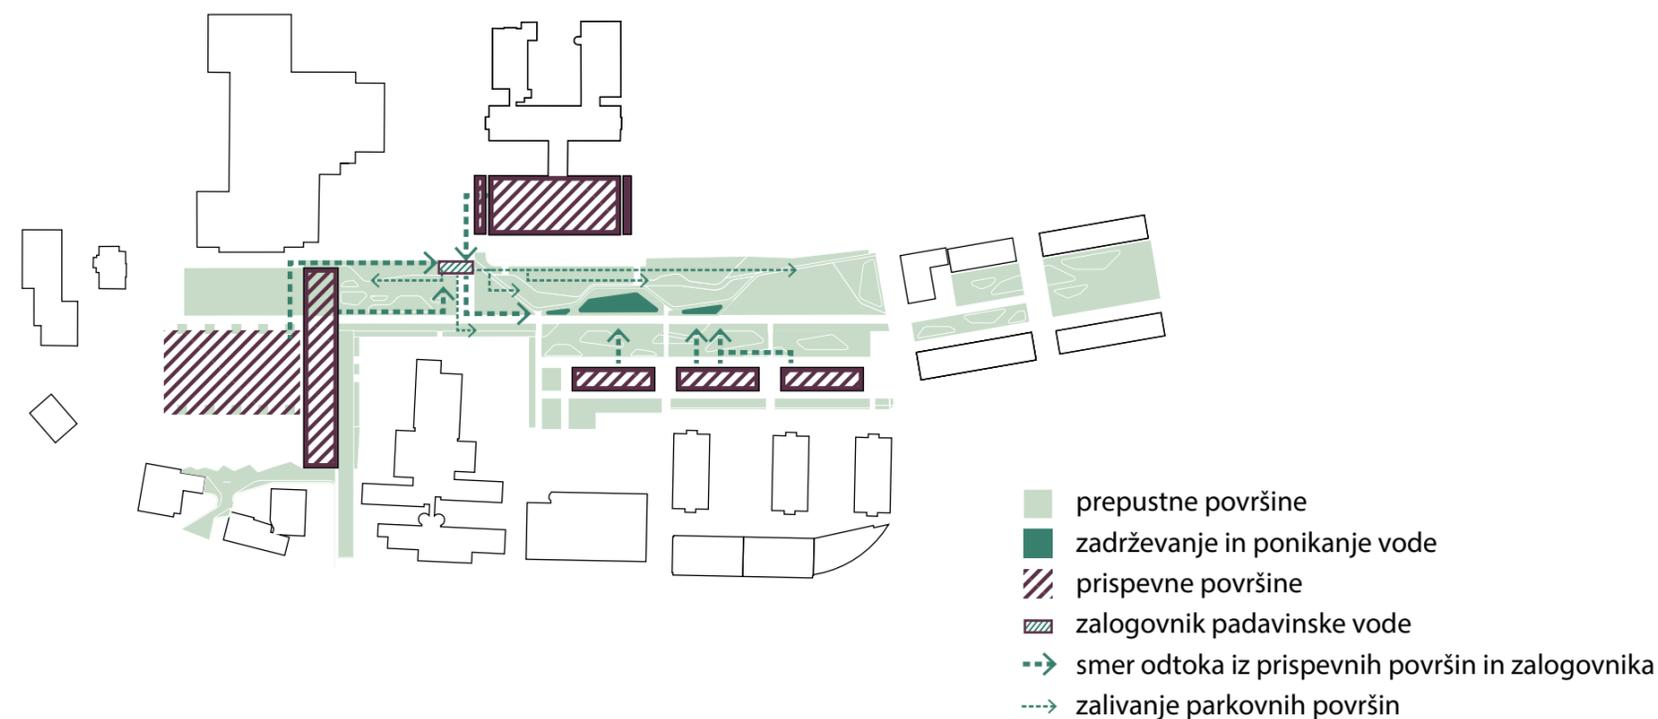 prepustne površine
zadrževanje in ponikanje vode
prispevne površine
zalogovnik padavinske vode
smer odtoka iz prispevnih površin in zalogovnika
zalivanje parkovnih površin